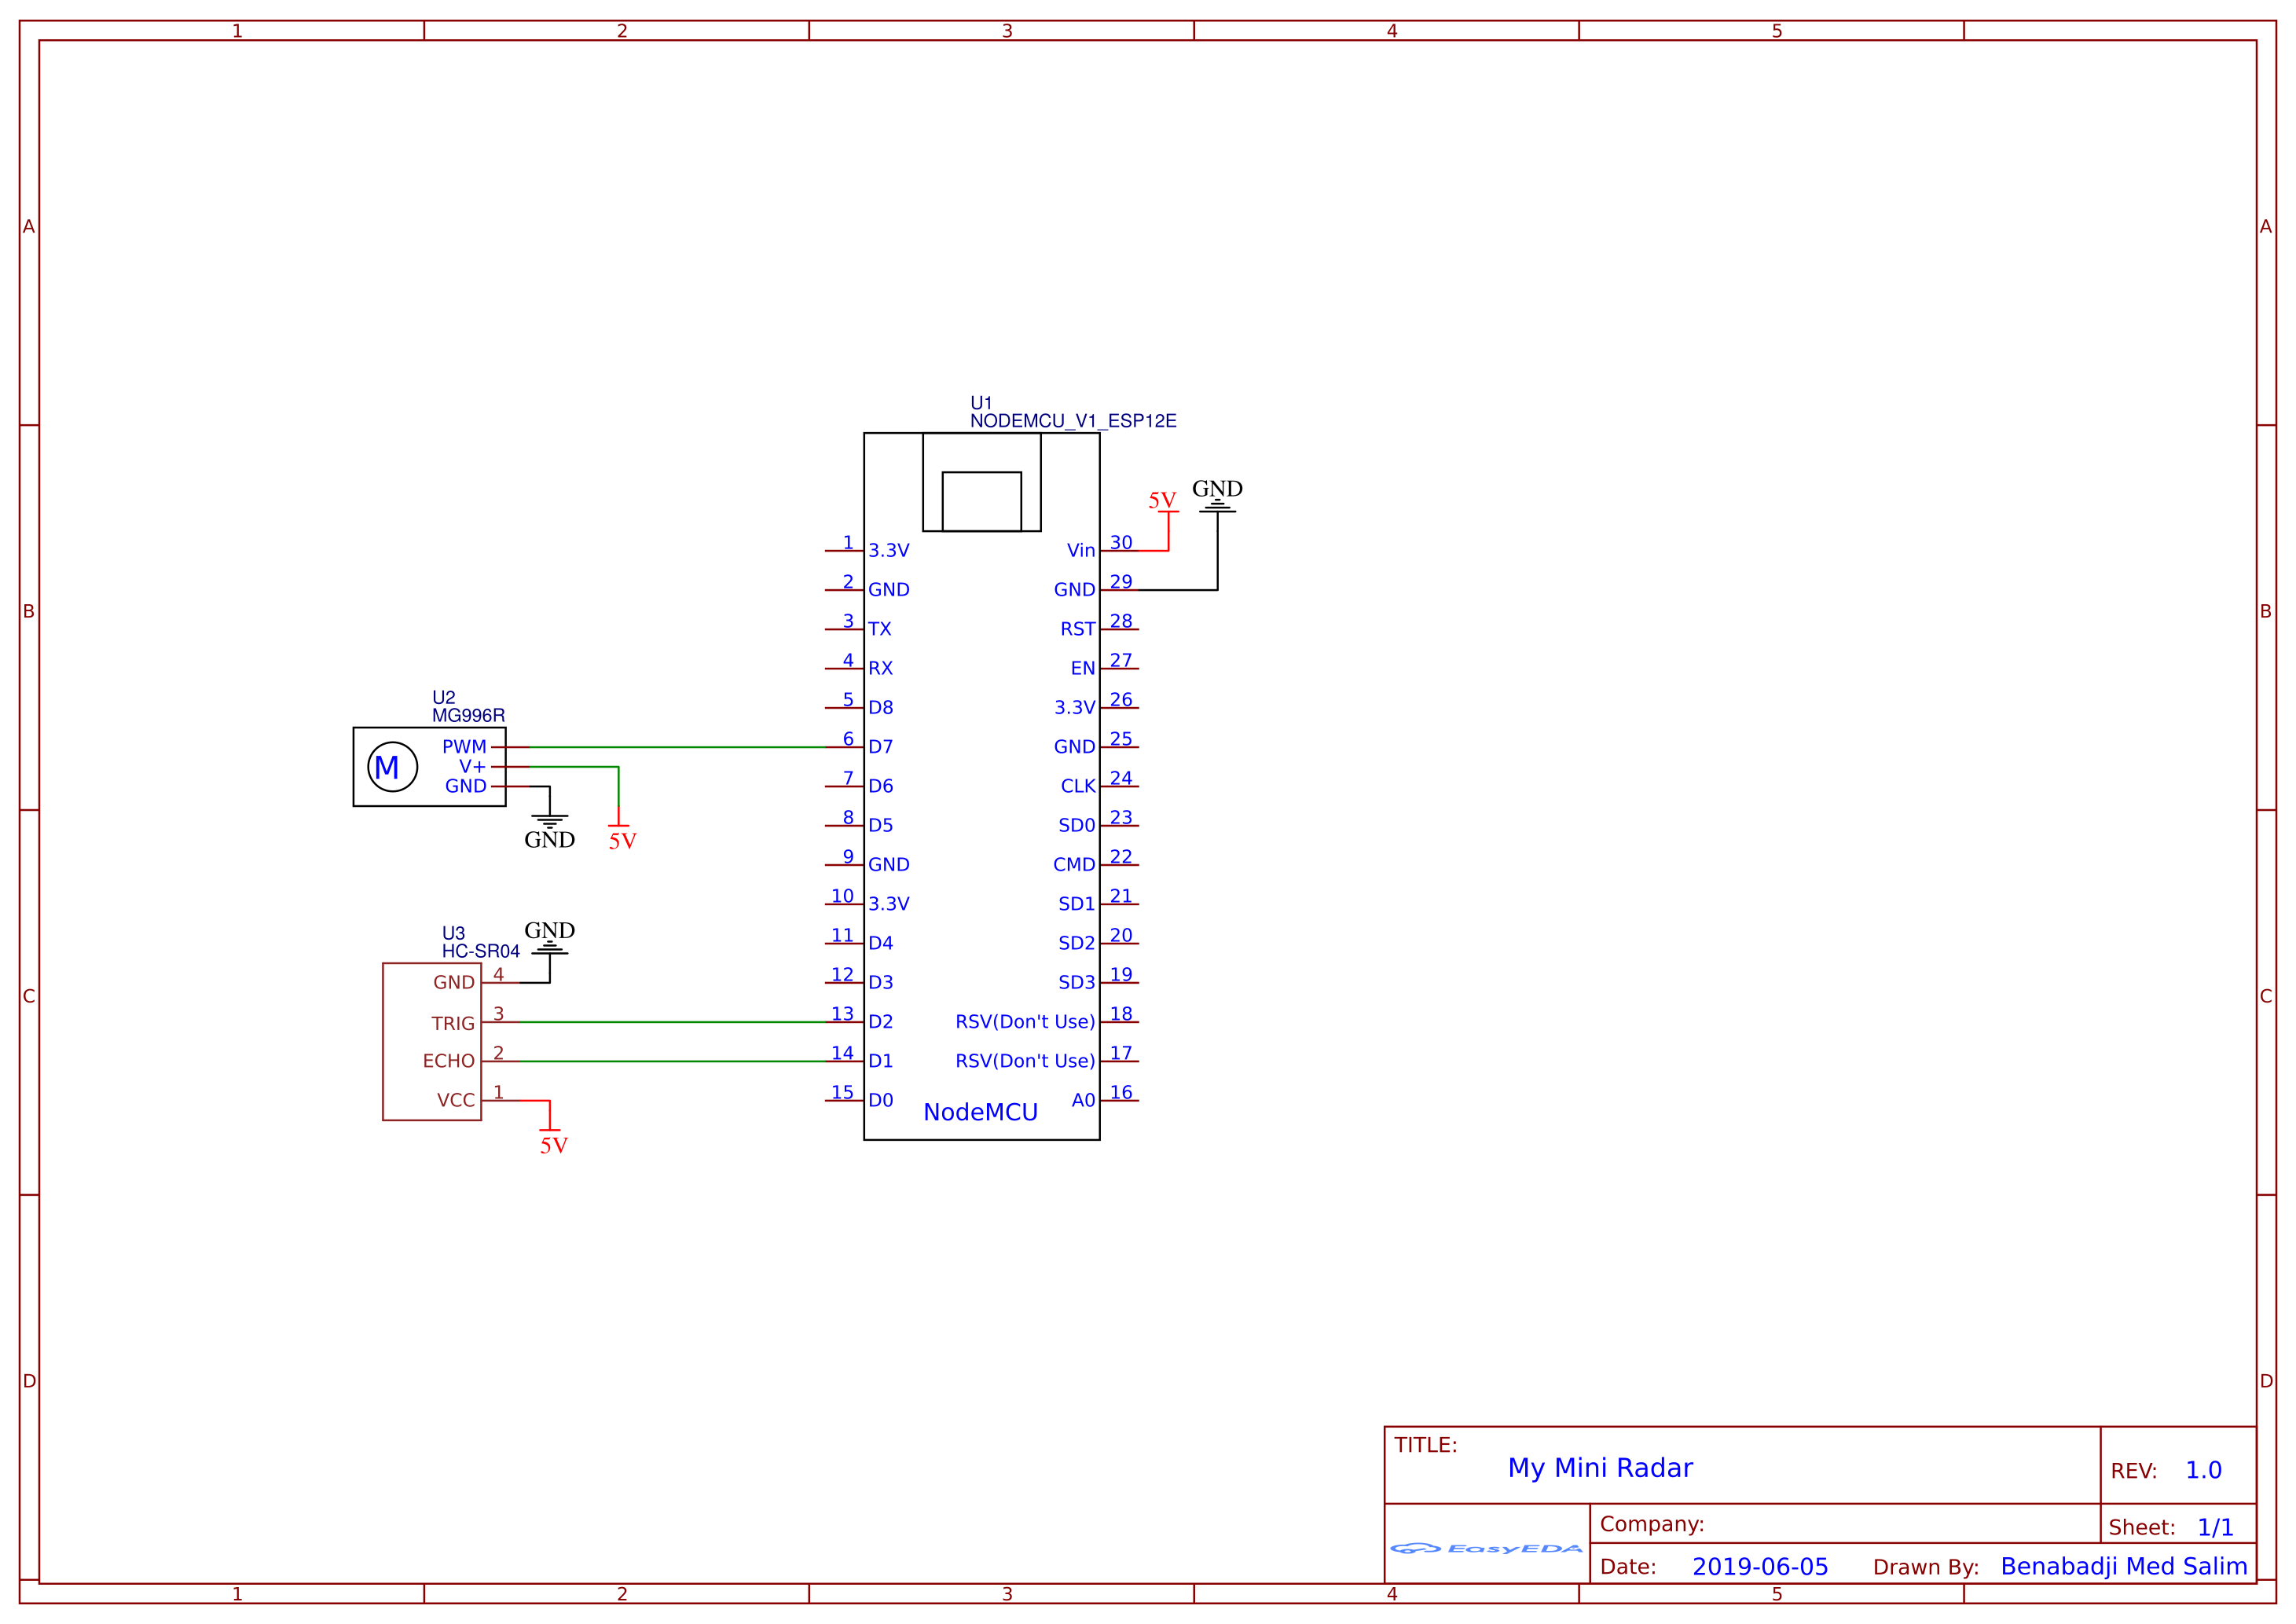 1 2 3 4 5
A A
B B
C C
D D
U1
NODEMCU_V1_ESP12E
5V GND
1 3.3V Vin 30
2 GND GND 29
3 TX RST 28
4 RX EN 27
5 D8 3.3V 26
6 D7 GND 25
7 D6 CLK 24
8 D5 SD0 23
9 GND CMD 22
10 3.3V SD1 21
11 D4 SD2 20
12 D3 SD3 19
13 D2 RSV(Don't Use) 18
14 D1 RSV(Don't Use) 17
15 D0 A0 16
NodeMCU
U2
MG996R
M
PWM
V+
GND
GND 5V
U3
HC-SR04
GND
GND 4
TRIG 3
ECHO 2
VCC 1
5V
TITLE:
My Mini Radar
REV: 1.0
EasyEDA
Company:
Sheet: 1/1
Date: 2019-06-05 Drawn By: Benabadji Med Salim
1 2 3 4 5